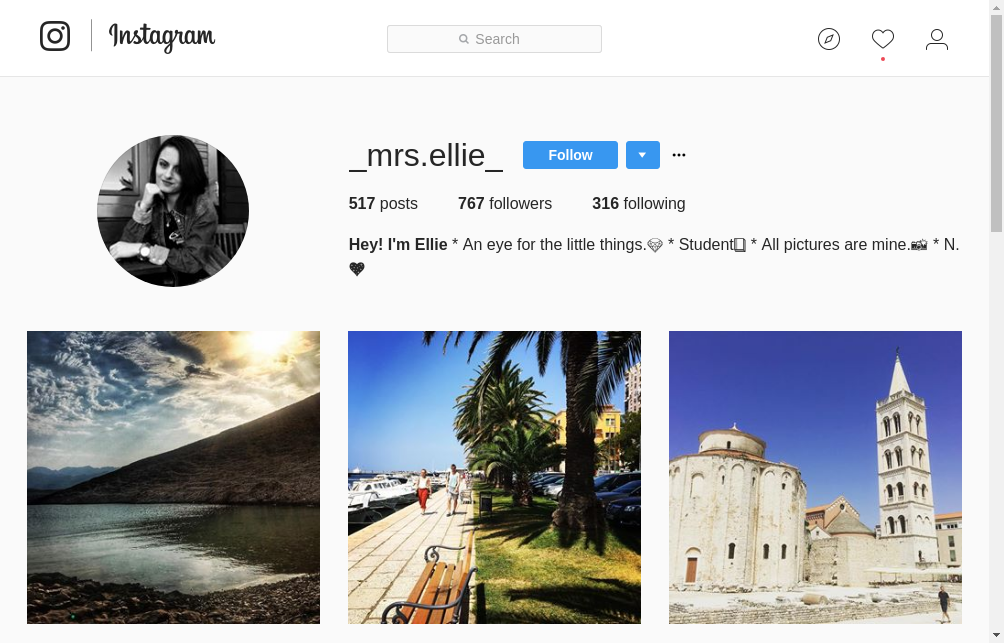 Instagram
Search
_mrs.ellie_
Follow
517 posts 767 followers 316 following
Hey! I'm Ellie * An eye for the little things.💎 * Student📓 * All pictures are mine.📸 * N.
🖤